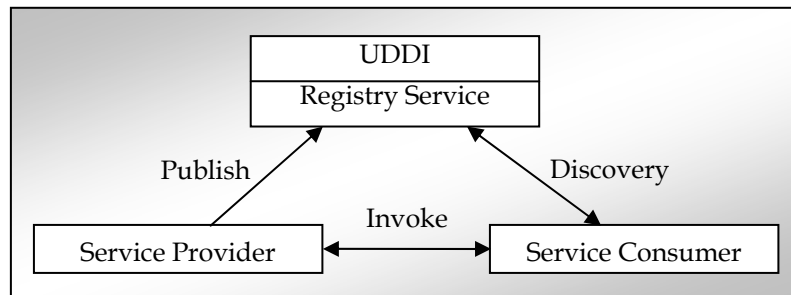 UDDI
Registry Service
Publish
Discovery
Invoke
Service Provider
Service Consumer